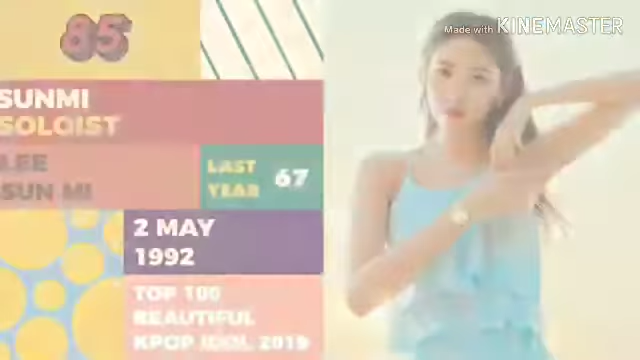 85
Made with KINEMASTER
SUNMI
SOLOIST
LEE
SUN MI
LAST
YEAR
67
2 MAY
1992
TOP 100
BEAUTIFUL
KPOP IDOL 2019